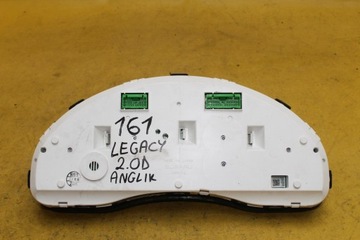 161.
LEGACY
2.0D
ANGLIK